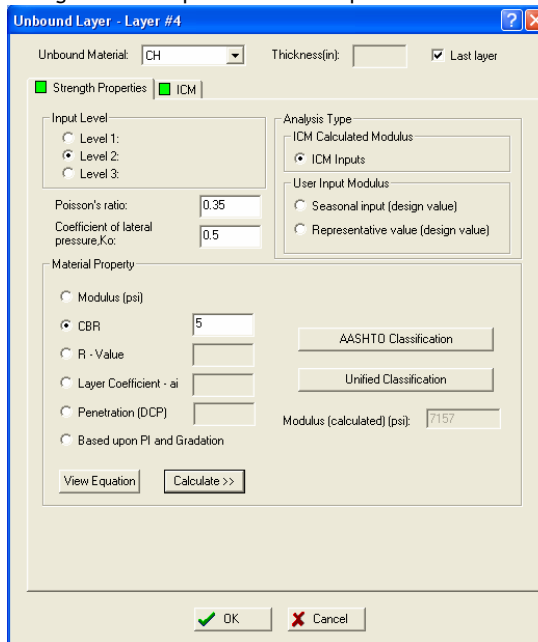 Unbound Layer - Layer #4
Unbound Material: CH
Thickness(in):
Last layer
Strength Properties
ICM
Input Level
Level 1:
Level 2:
Level 3:
Poisson's ratio: 0.35
Coefficient of lateral pressure,Ko: 0.5
Analysis Type
ICM Calculated Modulus
ICM Inputs
User Input Modulus
Seasonal input (design value)
Representative value (design value)
Material Property
Modulus (psi)
CBR 5
R - Value
Layer Coefficient - ai
Penetration (DCP)
Based upon PI and Gradation
AASHTO Classification
Unified Classification
Modulus (calculated) (psi): 7157
View Equation
Calculate >>
OK
Cancel